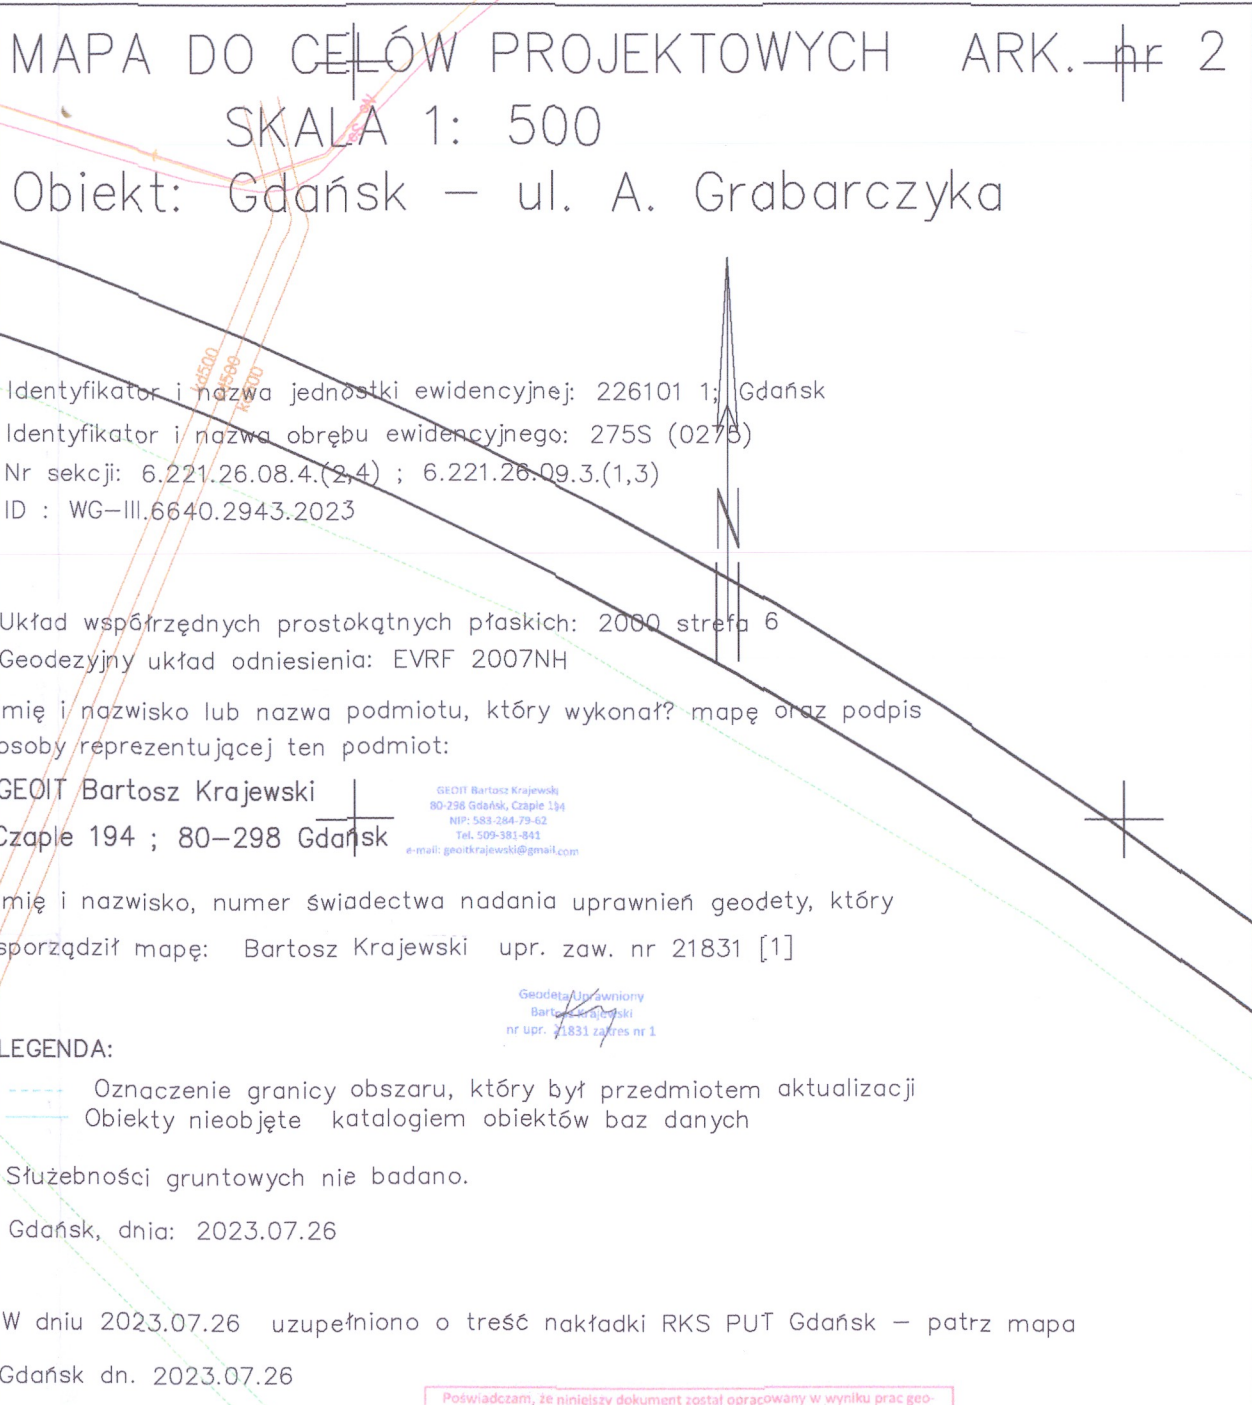 MAPA DO CELÓW PROJEKTOWYCH ARK. nr 2
SKALA 1: 500
Obiekt: Gdańsk – ul. A. Grabarczyka
kd500
d500
Identyfikator i nazwa jednostki ewidencyjnej: 226101 1; Gdańsk
Identyfikator i nazwa obrębu ewidencyjnego: 275S (0275)
Nr sekcji: 6.221.26.08.4.(2,4) ; 6.221.26.09.3.(1,3)
ID : WG–III.6640.2943.2023
N
Układ współrzędnych prostokątnych płaskich: 2000 strefa 6
Geodezyjny układ odniesienia: EVRF 2007NH
mię i nazwisko lub nazwa podmiotu, który wykonał? mapę oraz podpis
osoby reprezentującej ten podmiot:
GEOIT Bartosz Krajewski
Czaple 194 ; 80–298 Gdańsk
GEOIT Bartosz Krajewski
80-298 Gdańsk, Czaple 194
NIP: 583-284-79-62
Tel. 509-381-841
e-mail: geoitkrajewski@gmail.com
mię i nazwisko, numer świadectwa nadania uprawnień geodety, który
sporządził mapę: Bartosz Krajewski upr. zaw. nr 21831 [1]
Geodeta Uprawniony
Bartosz Krajewski
nr upr. 21831 zakres nr 1
LEGENDA:
Oznaczenie granicy obszaru, który był przedmiotem aktualizacji
Obiekty nieobjęte katalogiem obiektów baz danych
Służebności gruntowych nie badano.
Gdańsk, dnia: 2023.07.26
W dniu 2023.07.26 uzupełniono o treść nakładki RKS PUT Gdańsk – patrz mapa
Gdańsk dn. 2023.07.26
Poświadczam, że niniejszy dokument został opracowany w wyniku prac geo-